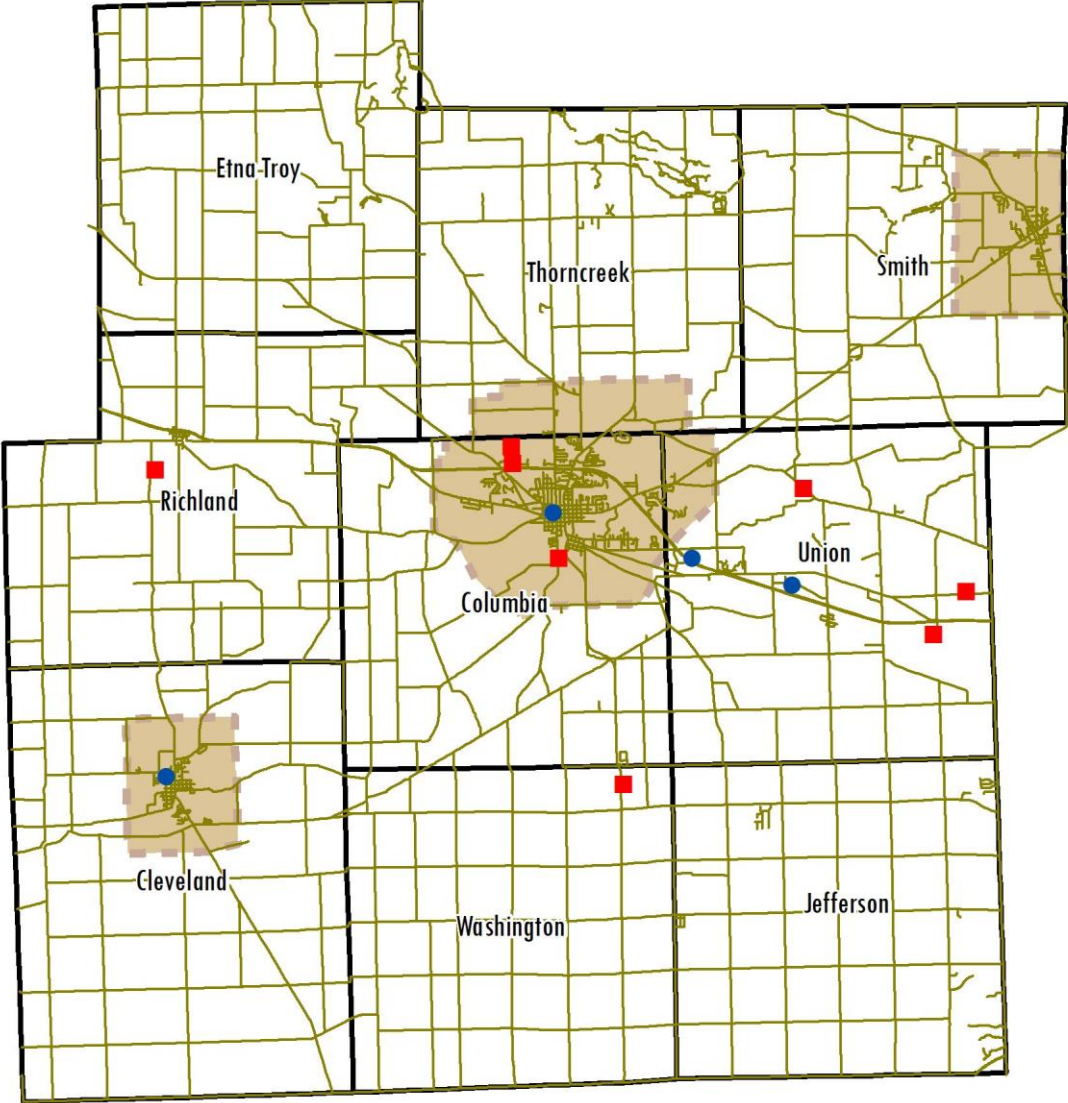 Etna-Troy
Thorncreek
Smith
Richland
Union
Columbia
Cleveland
Jefferson
Washington